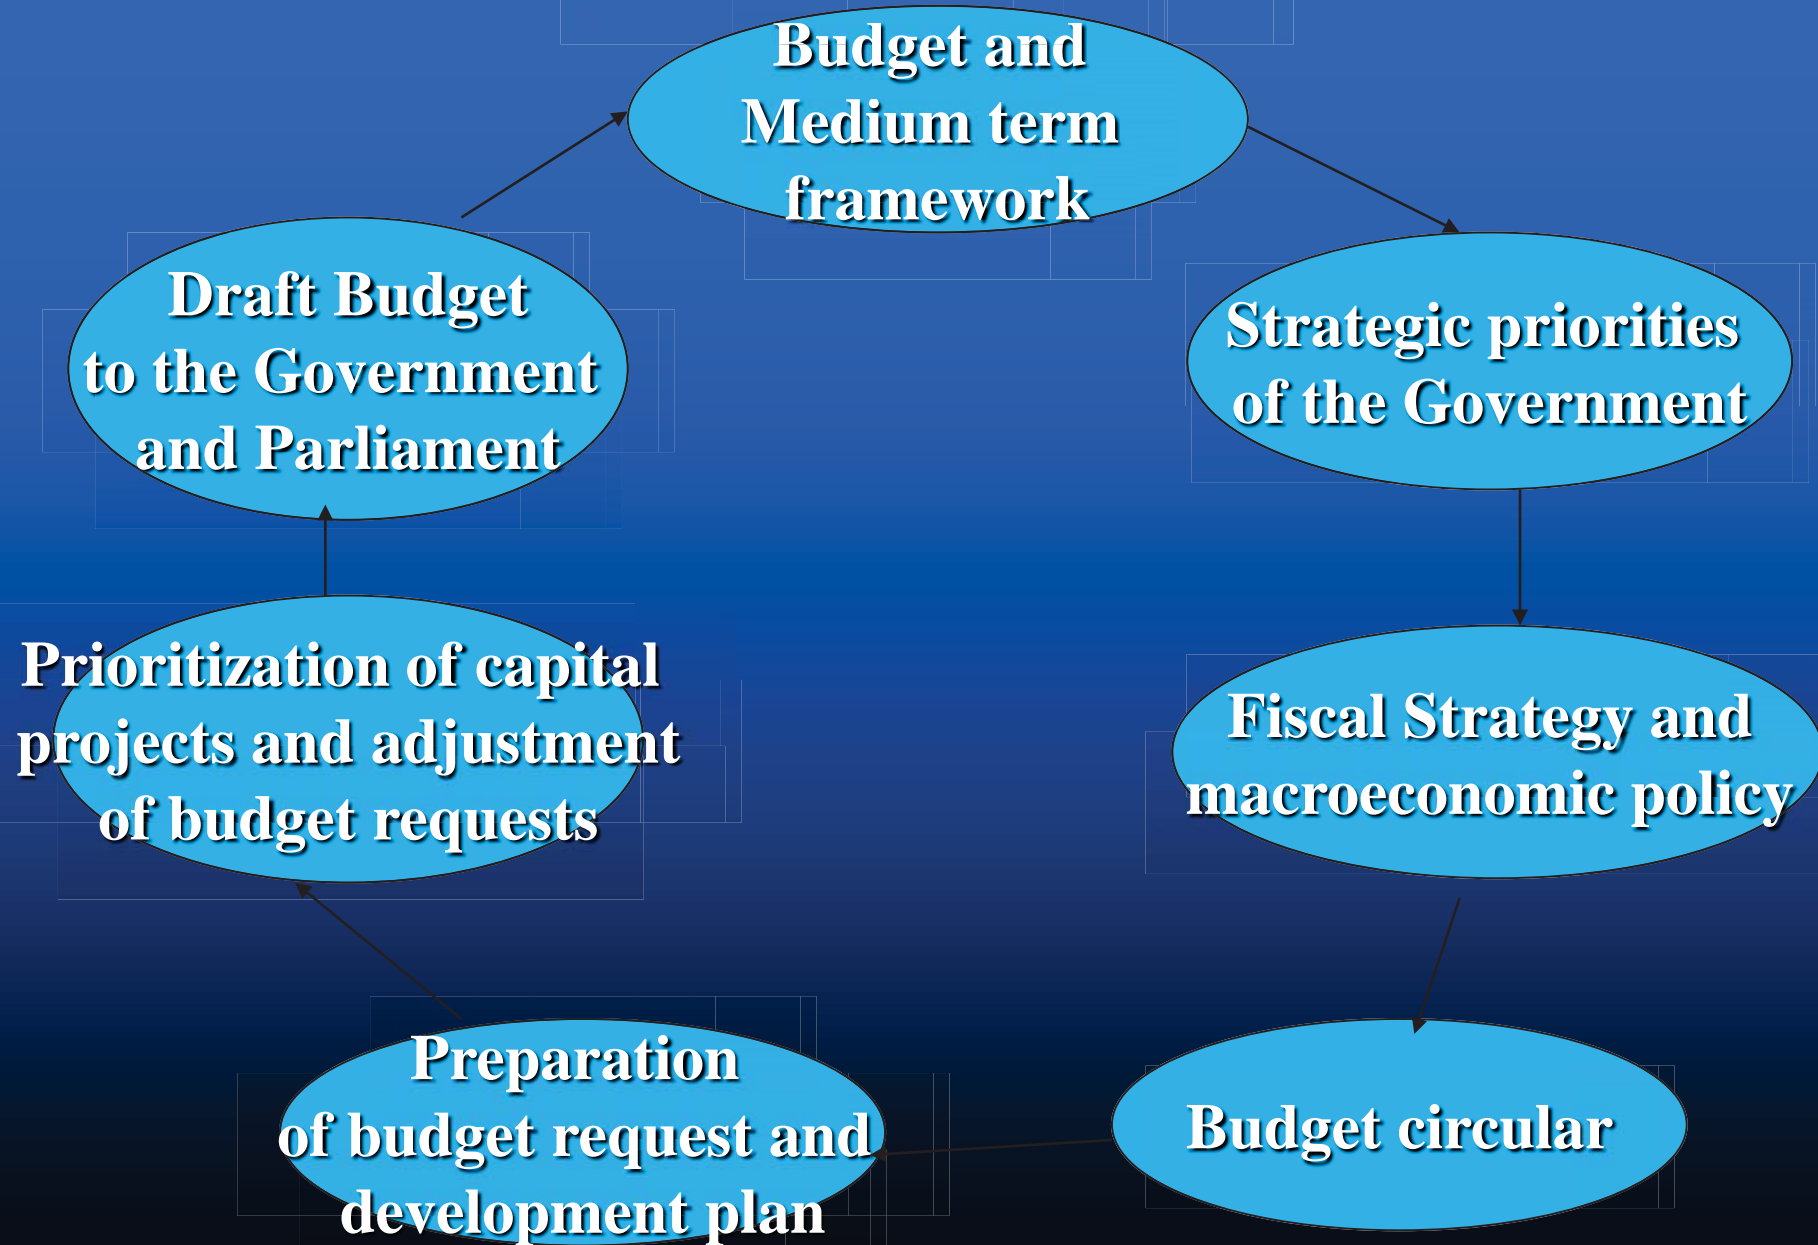 Budget and
Medium term
framework
Strategic priorities
of the Government
Fiscal Strategy and
macroeconomic policy
Budget circular
Preparation
of budget request and
development plan
Prioritization of capital
projects and adjustment
of budget requests
Draft Budget
to the Government
and Parliament